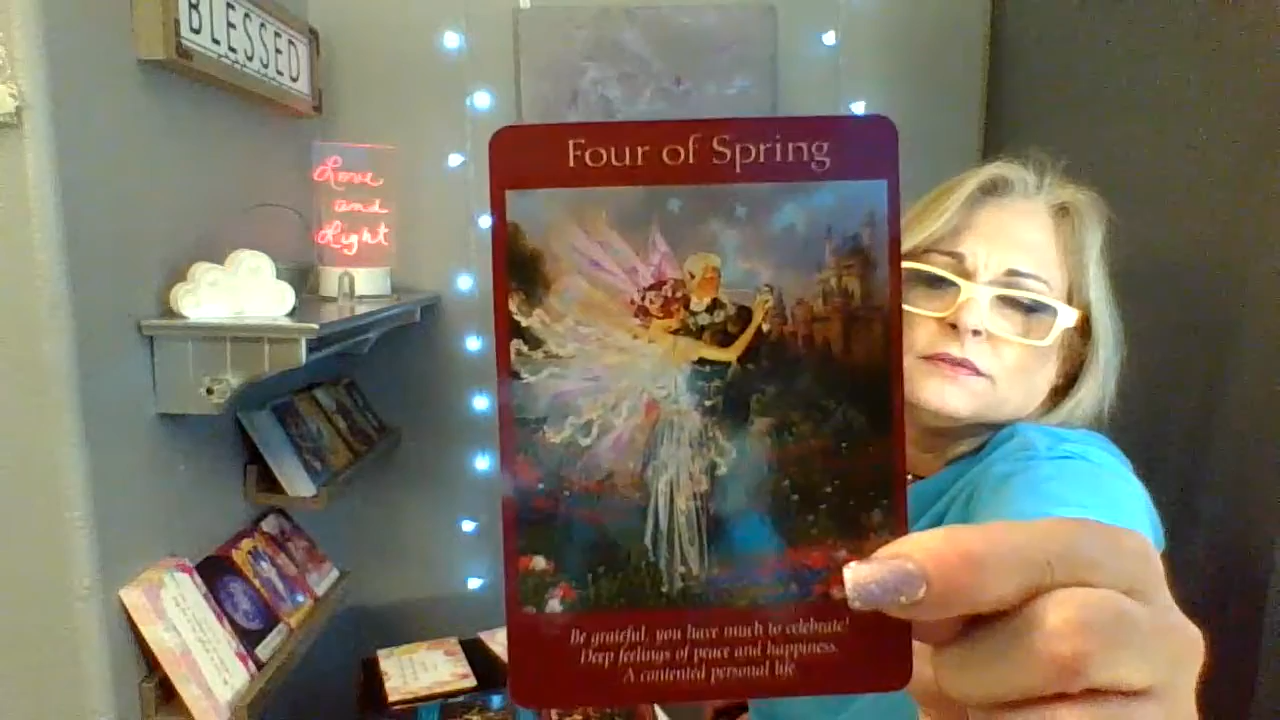 BLESSED
Love
and
Light
Four of Spring
Be grateful, you have much to celebrate!
Deep feelings of peace and happiness.
A contented personal life